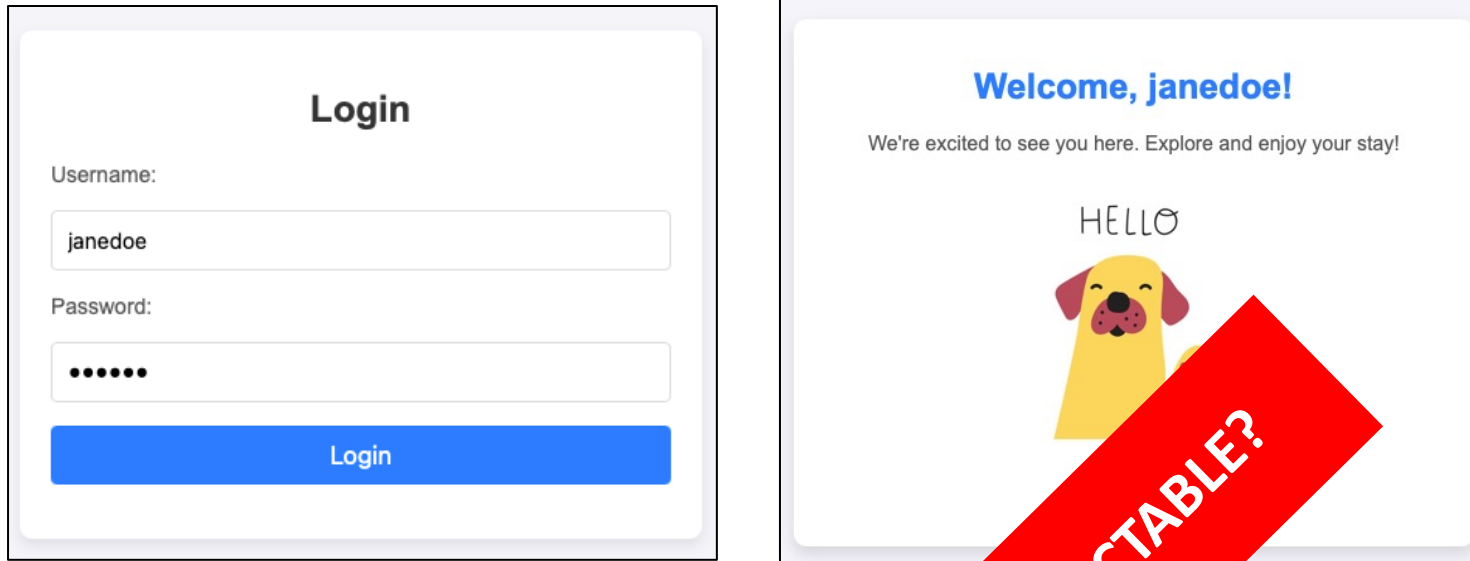 Login
Username:
janedoe
Password:
••••••
Login
Welcome, janedoe!
We're excited to see you here. Explore and enjoy your stay!
HELLO